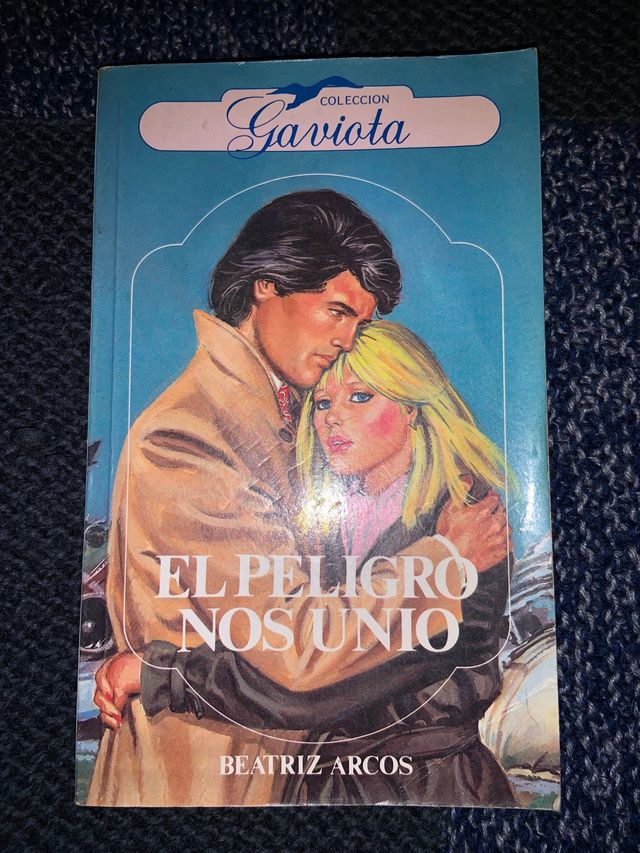 COLECCION
Gaviota
EL PELIGRO
NOS UNIO
BEATRIZ ARCOS